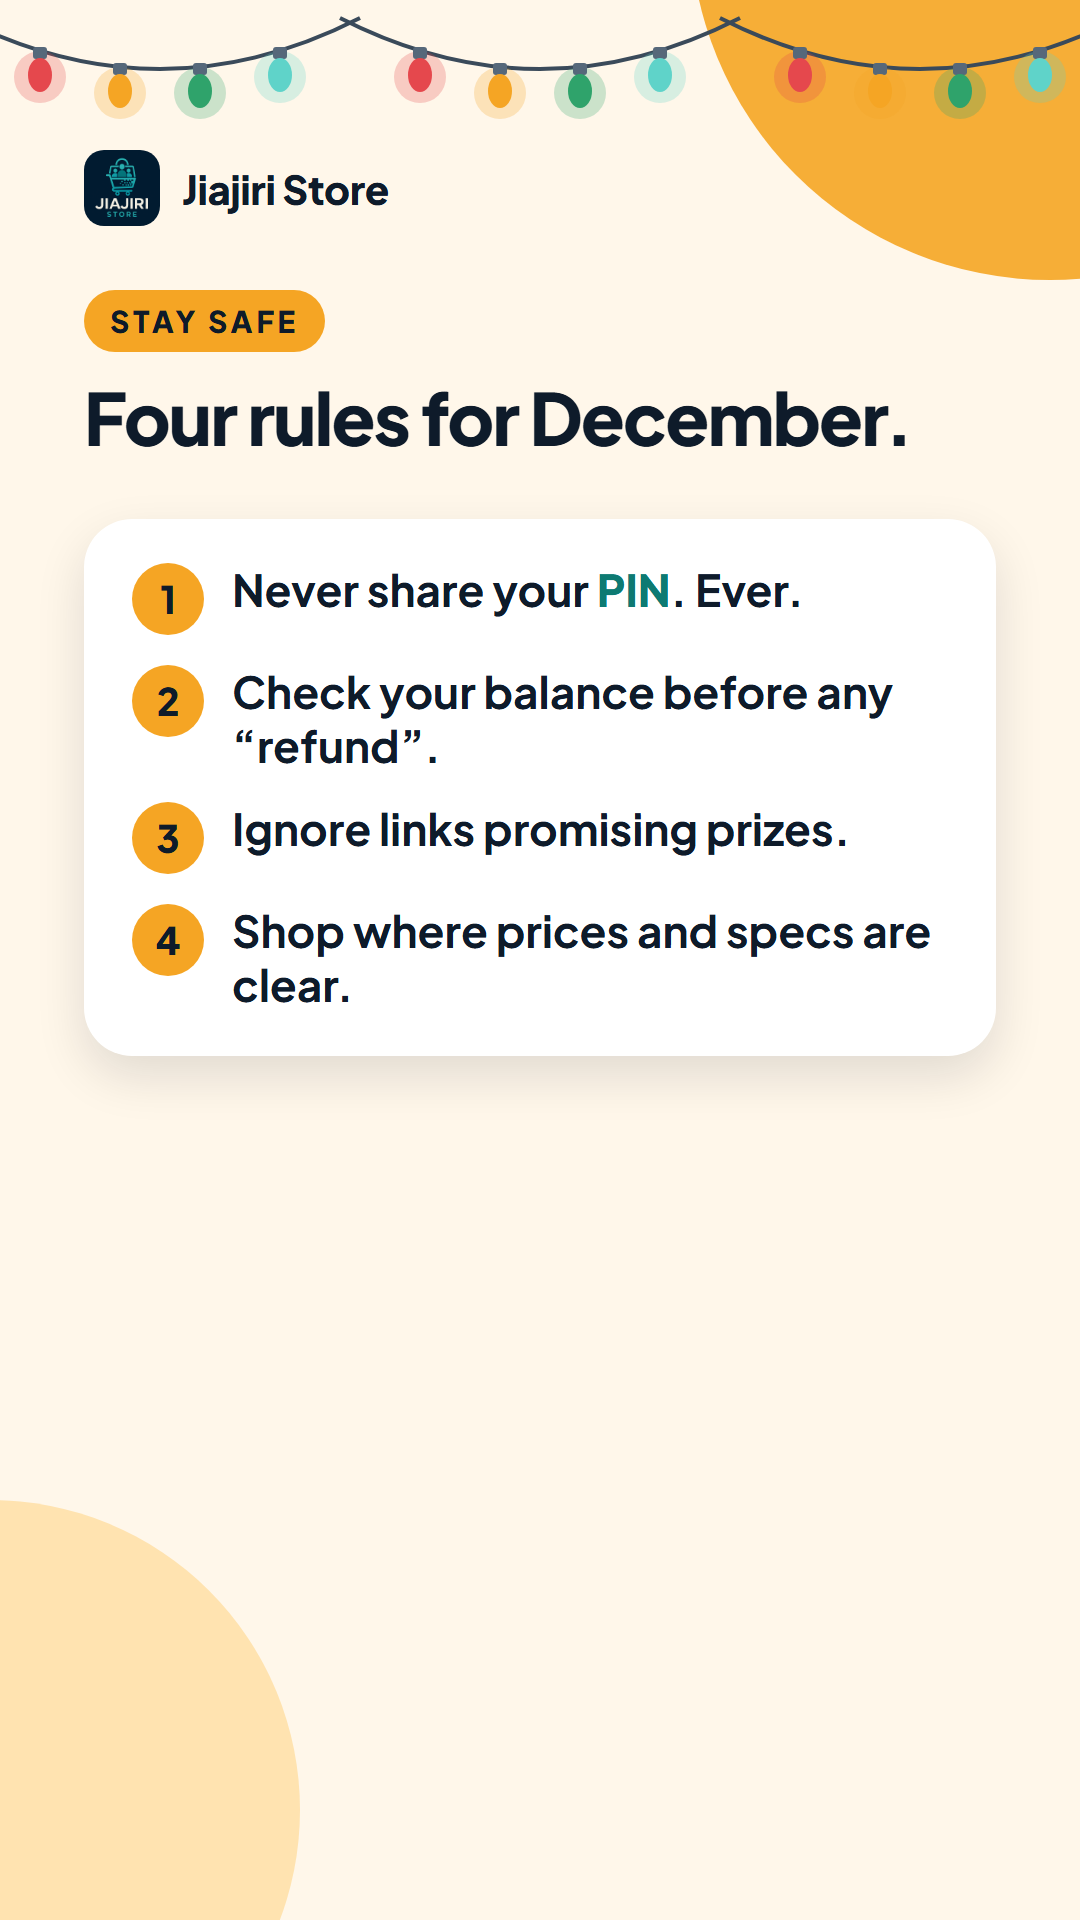 JIAJIRI
STORE
Jiajiri Store
STAY SAFE
Four rules for December.
1 Never share your PIN. Ever.
2 Check your balance before any
“refund”.
3 Ignore links promising prizes.
4 Shop where prices and specs are
clear.